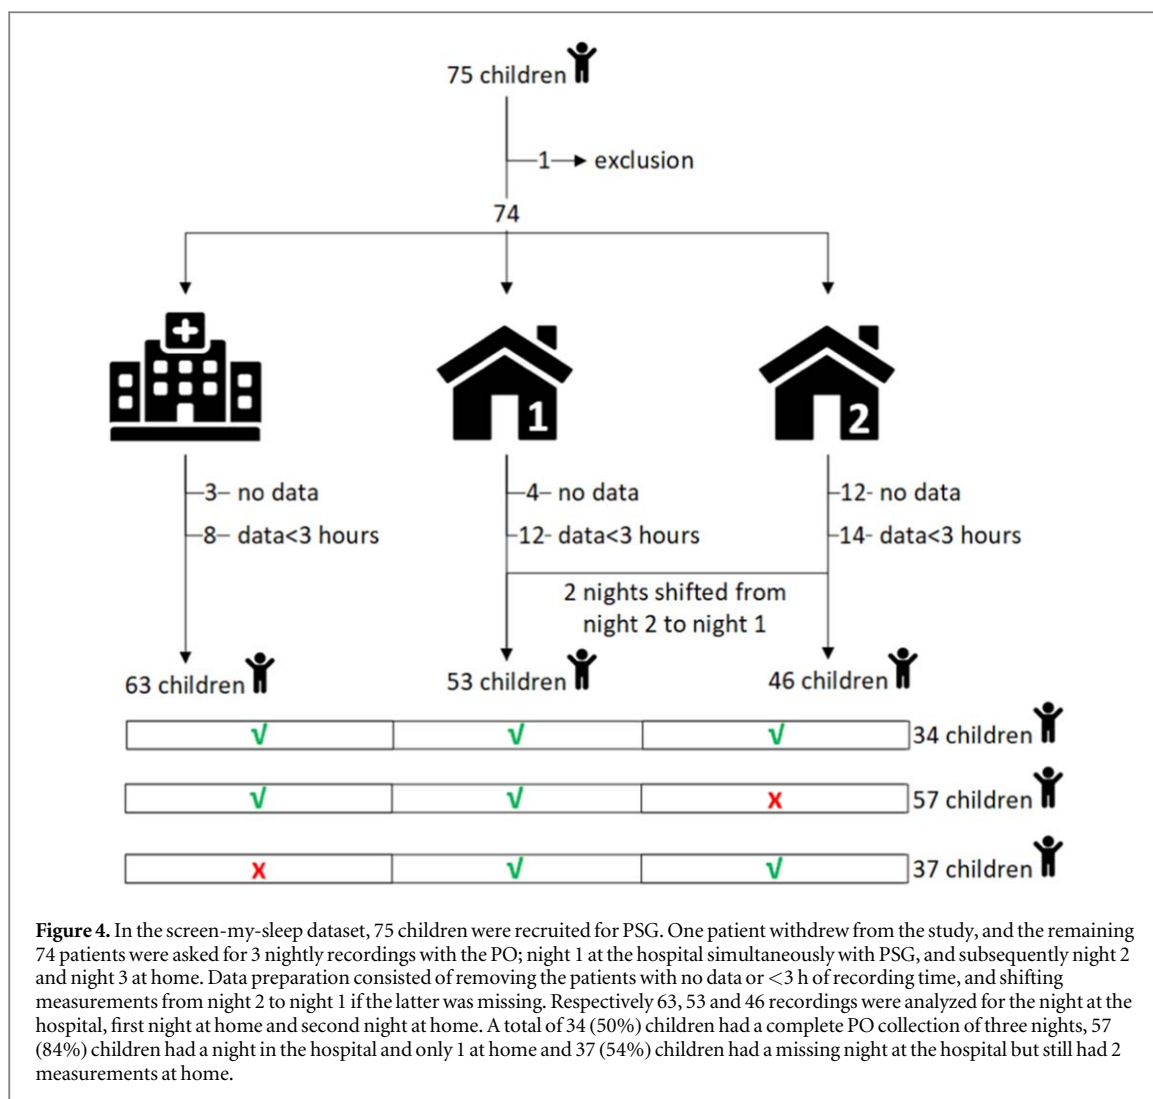 75 children
1 exclusion
74
1
2
3 no data
8 data<3 hours
4 no data
12 data<3 hours
12 no data
14 data<3 hours
2 nights shifted from
night 2 to night 1
63 children
53 children
46 children
√ √ √ 34 children
√ √ X 57 children
X √ √ 37 children
Figure 4. In the screen-my-sleep dataset, 75 children were recruited for PSG. One patient withdrew from the study, and the remaining
74 patients were asked for 3 nightly recordings with the PO; night 1 at the hospital simultaneously with PSG, and subsequently night 2
and night 3 at home. Data preparation consisted of removing the patients with no data or <3 h of recording time, and shifting
measurements from night 2 to night 1 if the latter was missing. Respectively 63, 53 and 46 recordings were analyzed for the night at the
hospital, first night at home and second night at home. A total of 34 (50%) children had a complete PO collection of three nights, 57
(84%) children had a night in the hospital and only 1 at home and 37 (54%) children had a missing night at the hospital but still had 2
measurements at home.